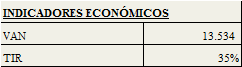 INDICADORES ECONÓMICOS
VAN 13.534
TIR 35%